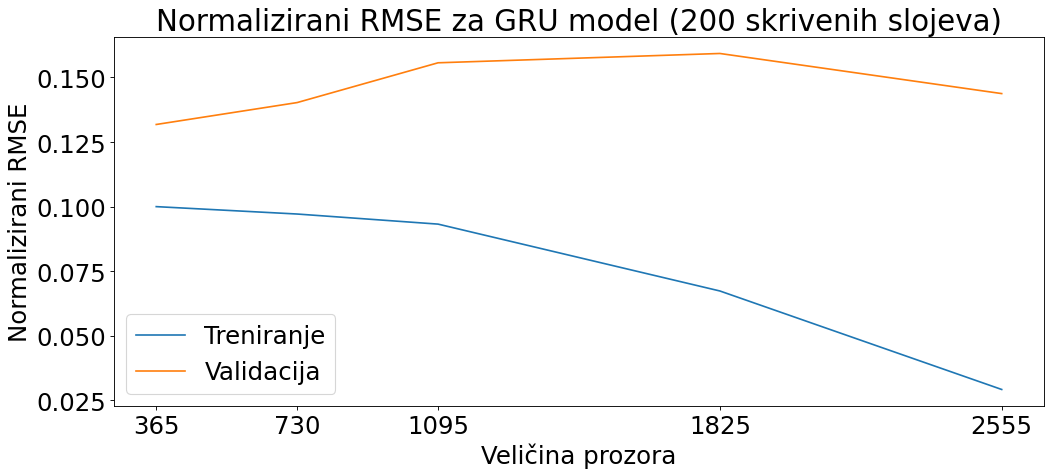 Normalizirani RMSE za GRU model (200 skrivenih slojeva)
Normalizirani RMSE
0.150
0.125
0.100
0.075
0.050
0.025
Treniranje
Validacija
365 730 1095 1825 2555
Veličina prozora